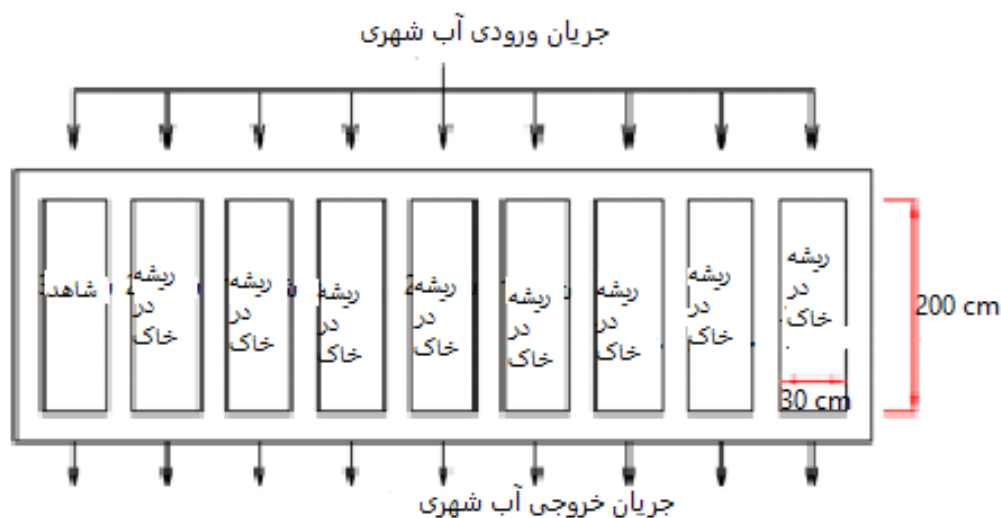 جریان ورودی آب شهری
شاهد
ریشه
در
خاک
ریشه
در
خاک
ریشه
در
خاک
ریشه
در
خاک
ریشه
در
خاک
ریشه
در
خاک
ریشه
در
خاک
ریشه
در
خاک
200 cm
30 cm
جریان خروجی آب شهری